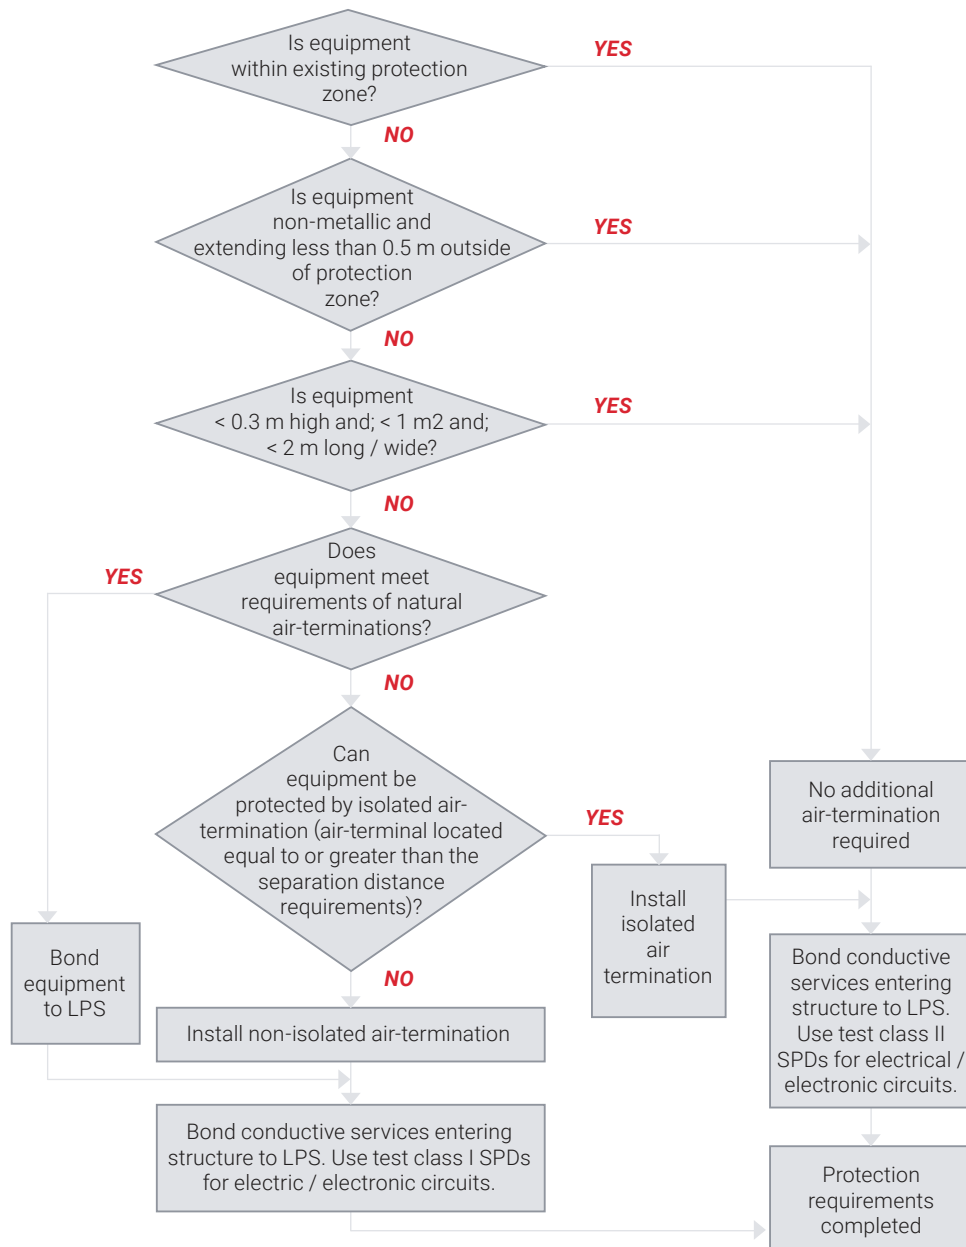 Is equipment
within existing protection
zone?
YES
NO
Is equipment
non-metallic and
extending less than 0.5 m outside
of protection
zone?
YES
NO
Is equipment
< 0.3 m high and; < 1 m2 and;
< 2 m long / wide?
YES
NO
Does
equipment meet
requirements of natural
air-terminations?
YES
NO
Can
equipment be
protected by isolated air-
termination (air-terminal located
equal to or greater than the
separation distance
requirements)?
YES
NO
No additional
air-termination
required
Install
isolated
air
termination
Bond
equipment
to LPS
Install non-isolated air-termination
Bond conductive
services entering
structure to LPS.
Use test class II
SPDs for electrical /
electronic circuits.
Bond conductive services entering
structure to LPS. Use test class I SPDs
for electric / electronic circuits.
Protection
requirements
completed